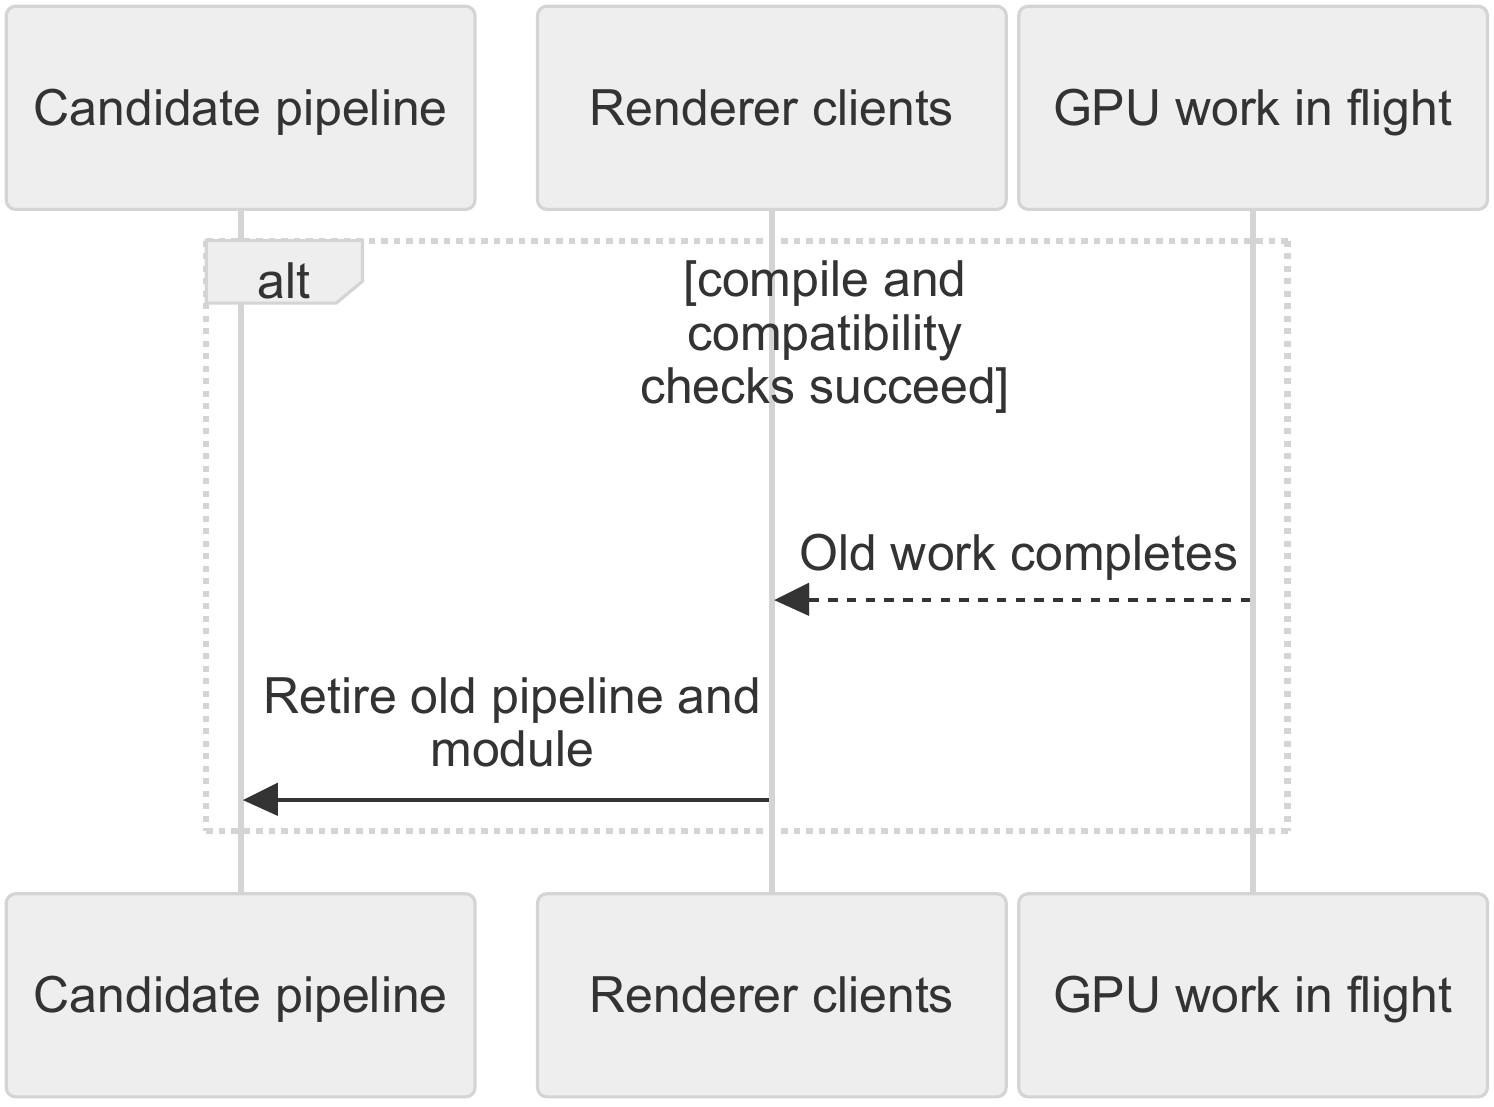 Candidate pipeline
Renderer clients
GPU work in flight
alt
[compile and
compatibility
checks succeed]
Old work completes
Retire old pipeline and
module
Candidate pipeline
Renderer clients
GPU work in flight